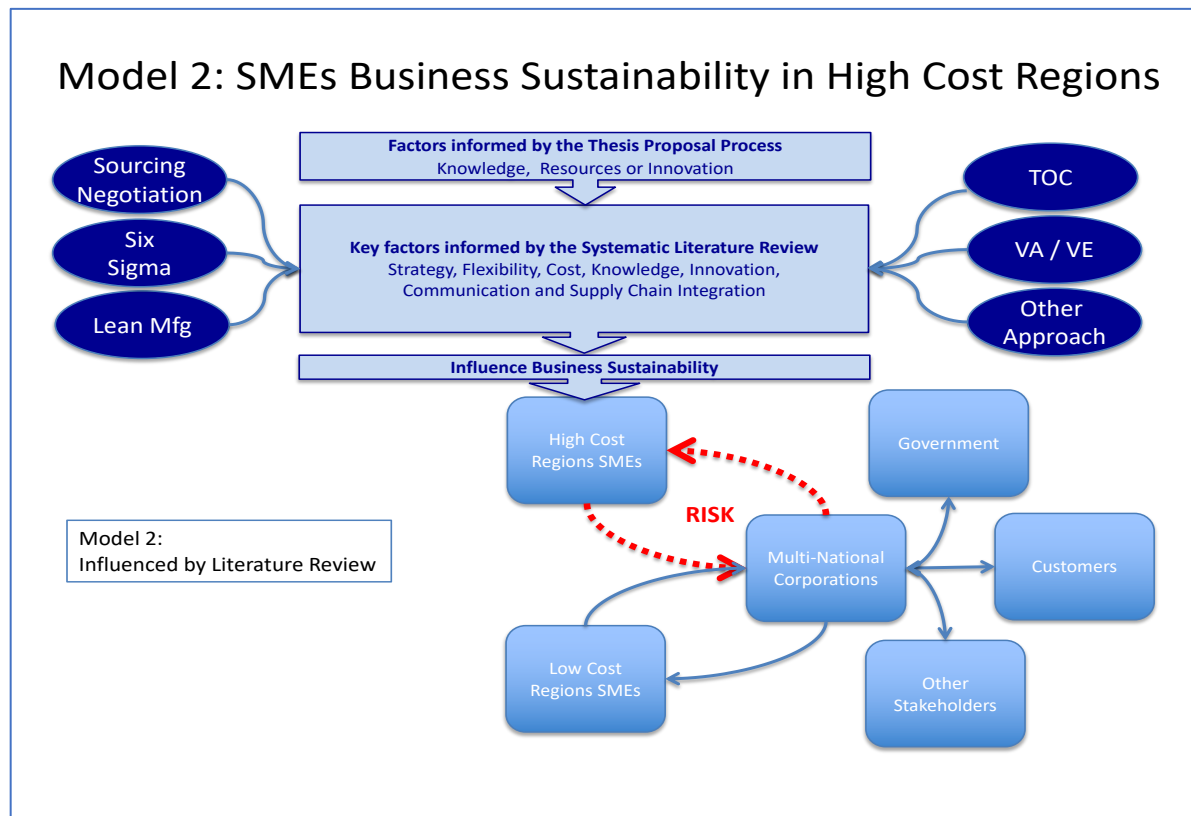 Model 2: SMEs Business Sustainability in High Cost Regions
Factors informed by the Thesis Proposal Process
Knowledge, Resources or Innovation
Sourcing
Negotiation
Six
Sigma
Lean Mfg
Key factors informed by the Systematic Literature Review
Strategy, Flexibility, Cost, Knowledge, Innovation,
Communication and Supply Chain Integration
TOC
VA / VE
Other
Approach
Influence Business Sustainability
High Cost
Regions SMEs
Government
RISK
Model 2:
Influenced by Literature Review
Multi-National
Corporations
Customers
Low Cost
Regions SMEs
Other
Stakeholders